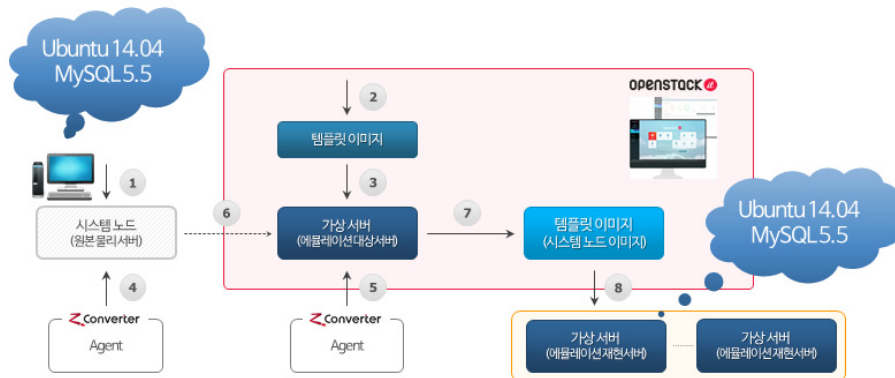 Ubuntu 14.04
MySQL 5.5
openstack it
2
템플릿 이미지
1
3
시스템 노드
(원본 물리 서버)
6
가상 서버
(에뮬레이션 대상서버)
7
템플릿 이미지
(시스템 노드 이미지)
Ubuntu 14.04
MySQL 5.5
4
5
8
ZConverter
Agent
ZConverter
Agent
가상 서버
(에뮬레이션 재현서버)
가상 서버
(에뮬레이션 재현서버)